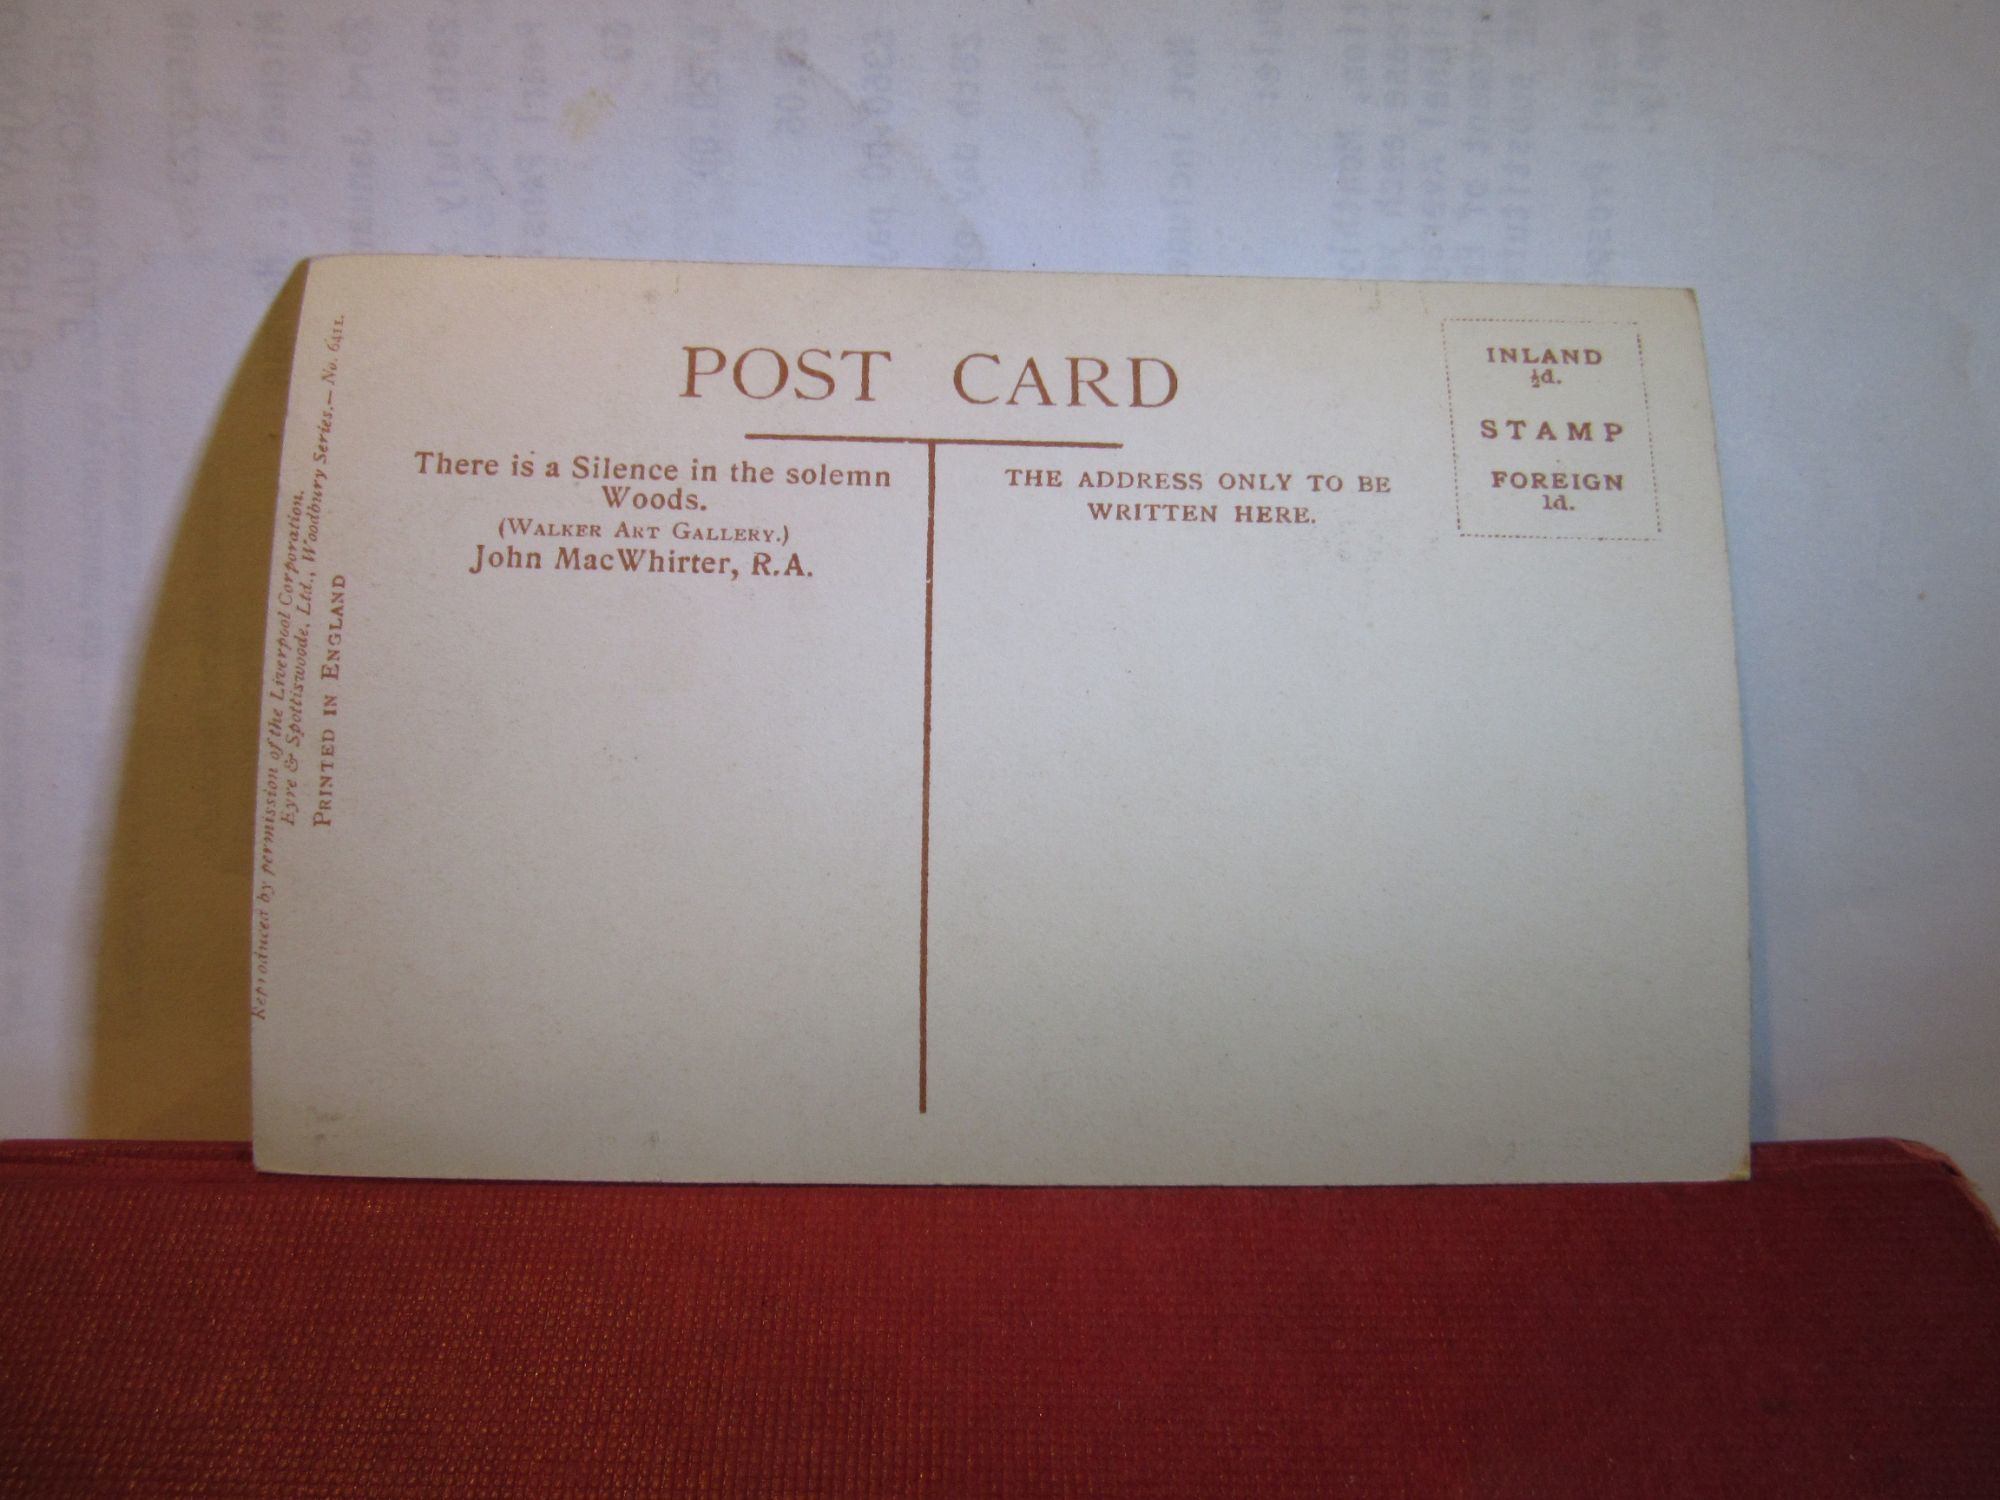 POST CARD
There is a Silence in the solemn
Woods.
(WALKER ART GALLERY.)
John MacWhirter, R.A.
THE ADDRESS ONLY TO BE
WRITTEN HERE.
INLAND
½d.
STAMP
FOREIGN
1d.
Reproduced by permission of the Liverpool Corporation.
Eyre & Spottiswoode, Ltd., Woodbury Series.—No. 6411.
PRINTED IN ENGLAND